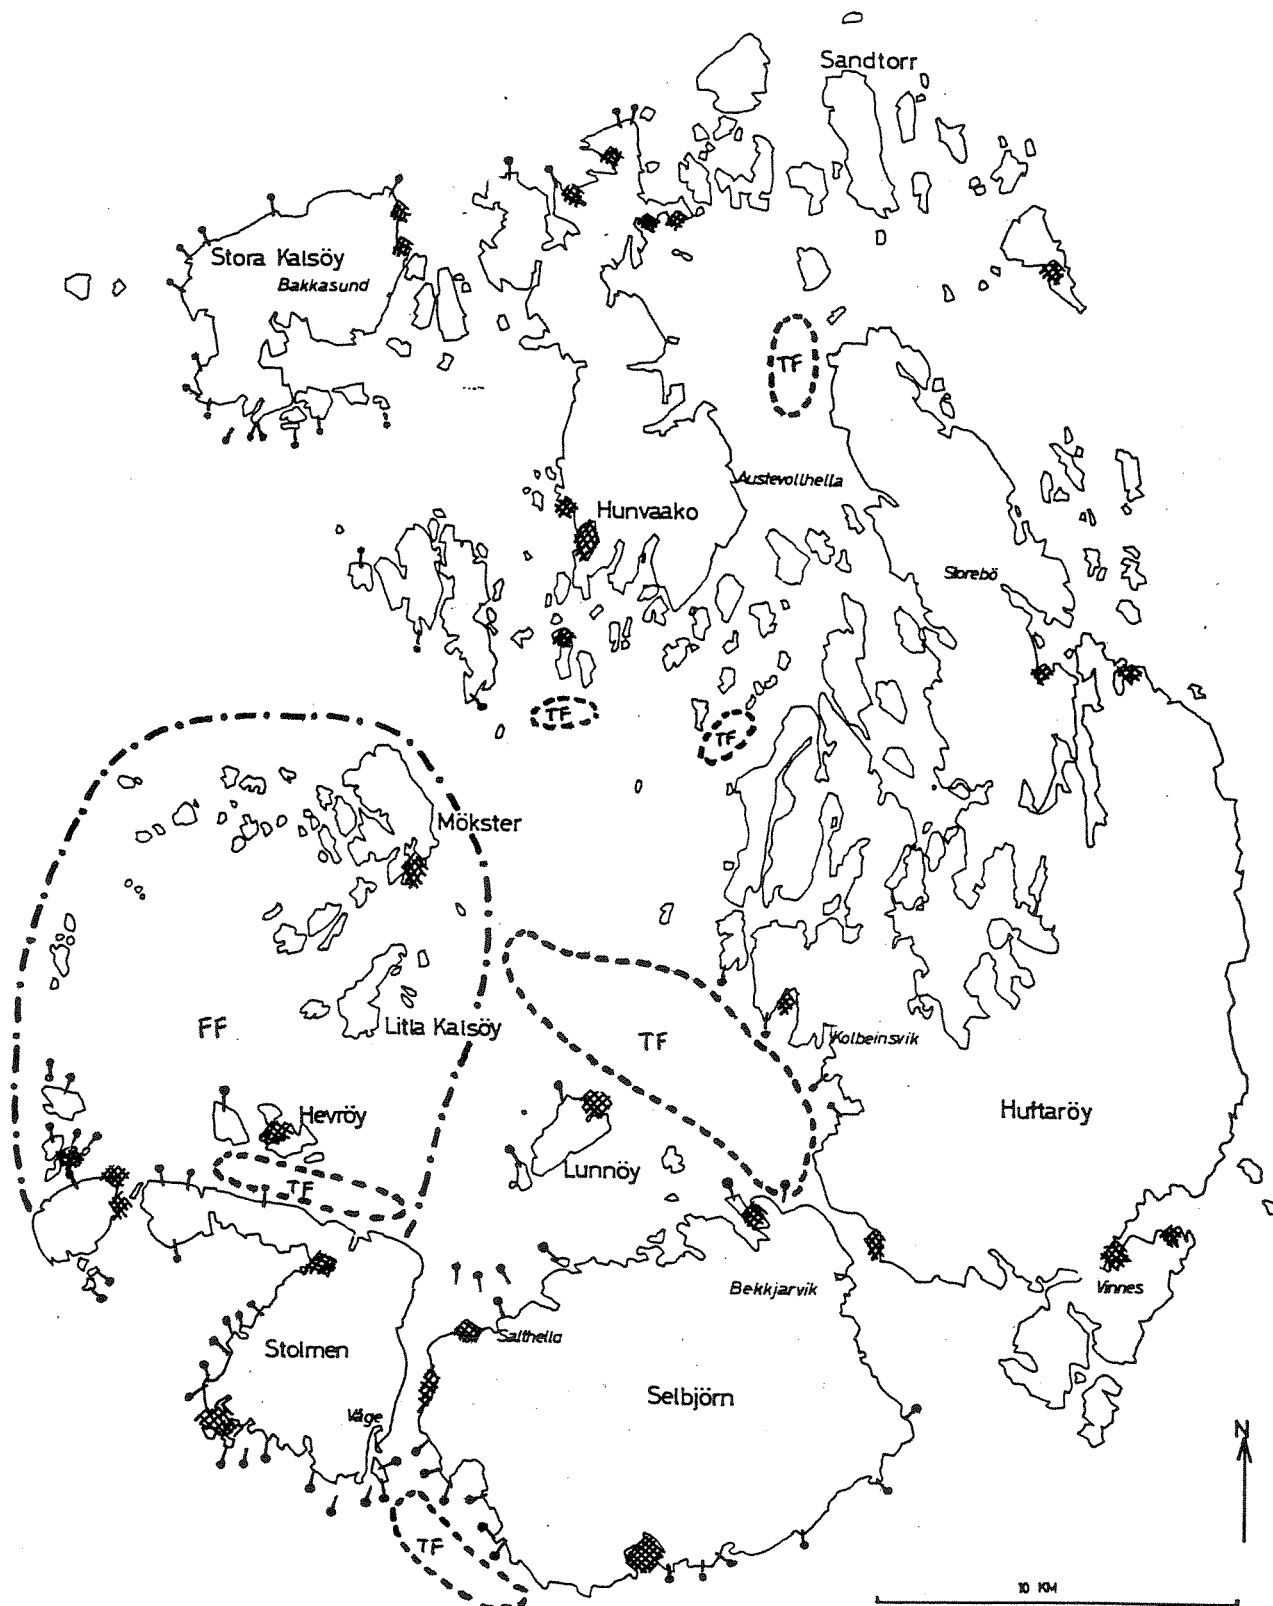 Sandtorr
Stora Kalsöy
Bakkasund
TF
Austevollhella
Hunvaako
Storebö
TF
TF
Mökster
FF
Litla Kalsöy
TF
Kolbeinsvik
Hevröy
Huftaröy
Lunnöy
TF
Bekkjarvik
Vinnes
Salthella
Stolmen
Selbjörn
Våge
N
TF
10 KM